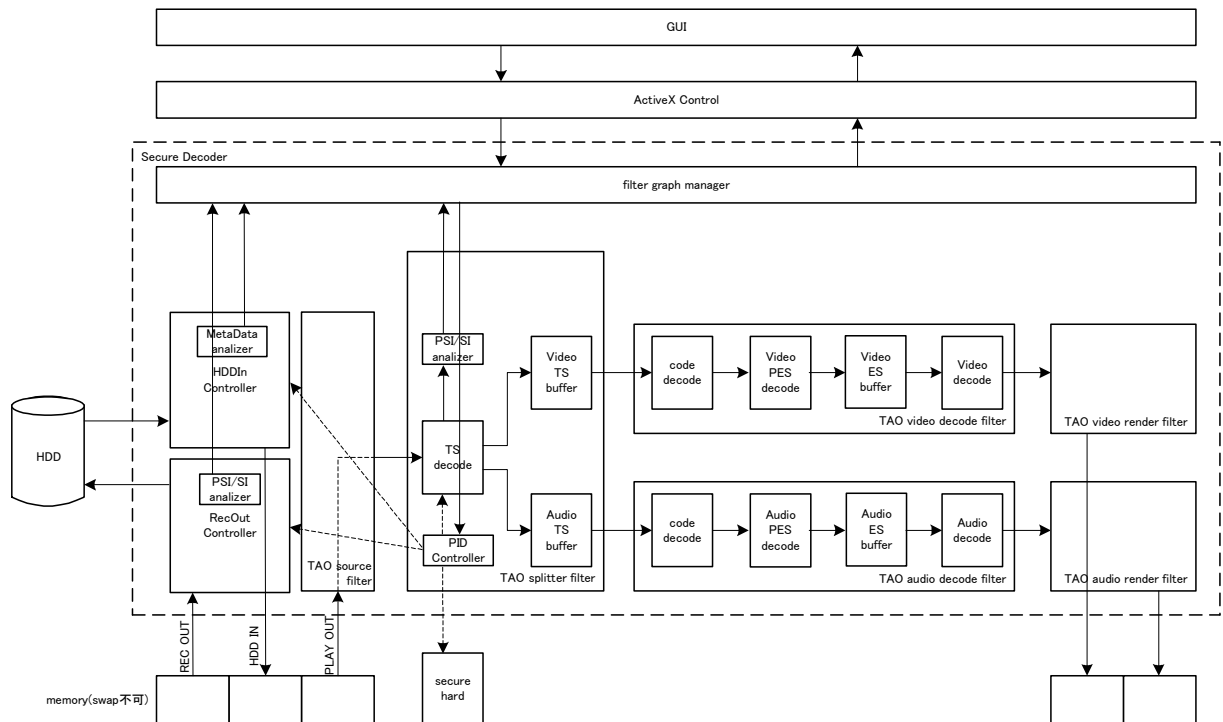 GUI
ActiveX Control
Secure Decoder
filter graph manager
MetaData
analizer
HDDIn
Controller
PSI/SI
analizer
Video
TS
buffer
code
decode
Video
PES
decode
Video
ES
buffer
Video
decode
TAO video decode filter
TAO video render filter
HDD
TS
decode
PSI/SI
analizer
RecOut
Controller
TAO source
filter
PID
Controller
Audio
TS
buffer
TAO splitter filter
code
decode
Audio
PES
decode
Audio
ES
buffer
Audio
decode
TAO audio decode filter
TAO audio render filter
REC OUT
HDD IN
PLAY OUT
secure
hard
memory(swap不可)